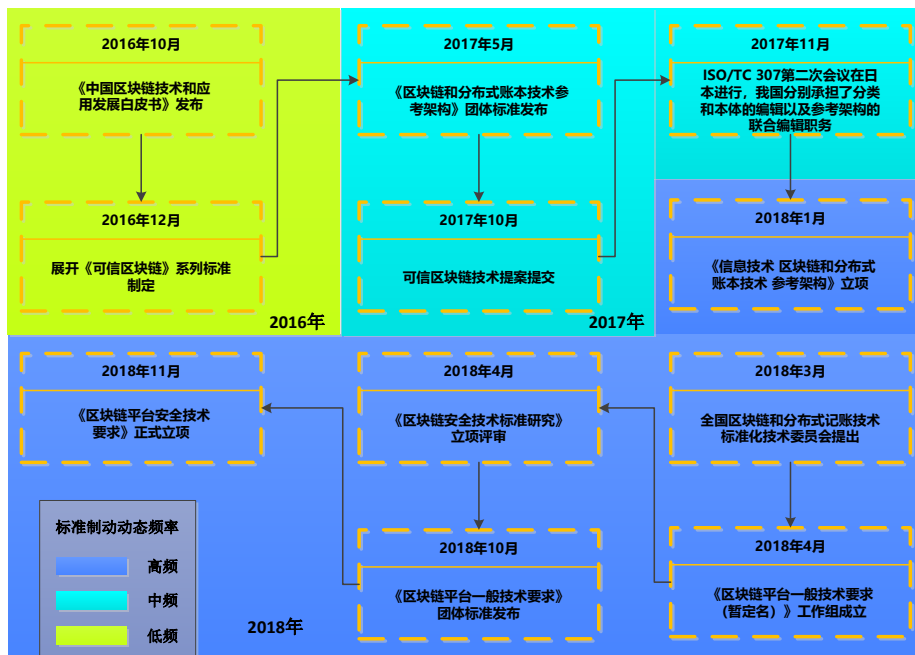 2016年10月
《中国区块链技术和应
用发展白皮书》发布
2016年12月
展开《可信区块链》系列标准
制定
2016年
2017年5月
《区块链和分布式账本技术参
考架构》团体标准发布
2017年10月
可信区块链技术提案提交
2017年
2017年11月
ISO/TC 307第二次会议在日
本进行，我国分别承担了分类
和本体的编辑以及参考架构的
联合编辑职务
2018年1月
《信息技术 区块链和分布式
账本技术 参考架构》立项
2018年3月
全国区块链和分布式记账技术
标准化技术委员会提出
2018年4月
《区块链平台一般技术要求
（暂定名）》工作组成立
2018年4月
《区块链安全技术标准研究》
立项评审
2018年10月
《区块链平台一般技术要求》
团体标准发布
2018年11月
《区块链平台安全技术
要求》正式立项
2018年
标准制动动态频率
高频
中频
低频